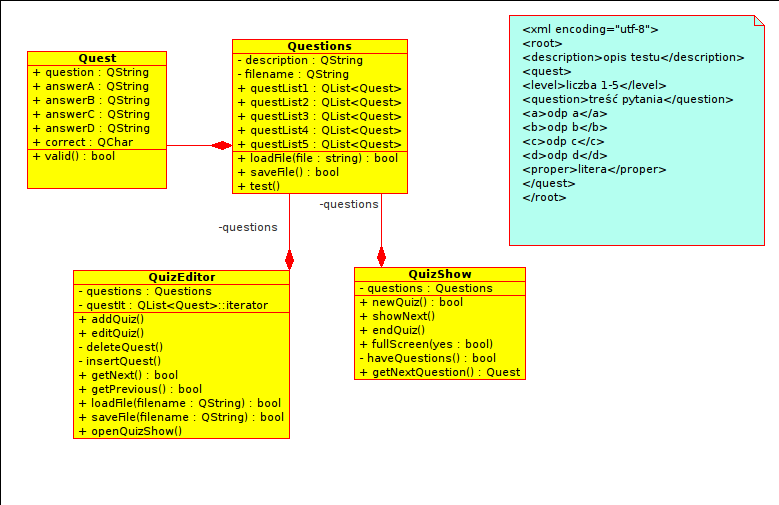 Quest
+ question : QString
+ answerA : QString
+ answerB : QString
+ answerC : QString
+ answerD : QString
+ correct : QChar
+ valid() : bool
Questions
- description : QString
- filename : QString
+ questList1 : QList<Quest>
+ questList2 : QList<Quest>
+ questList3 : QList<Quest>
+ questList4 : QList<Quest>
+ questList5 : QList<Quest>
+ loadFile(file : string) : bool
+ saveFile() : bool
+ test()
<xml encoding="utf-8">
<root>
<description>opis testu</description>
<quest>
<level>liczba 1-5</level>
<question>treść pytania</question>
<a>odp a</a>
<b>odp b</b>
<c>odp c</c>
<d>odp d</d>
<proper>litera</proper>
</quest>
</root>
-questions
-questions
QuizEditor
- questions : Questions
- questIt : QList<Quest>::iterator
+ addQuiz()
+ editQuiz()
- deleteQuest()
- insertQuest()
+ getNext() : bool
+ getPrevious() : bool
+ loadFile(filename : QString) : bool
+ saveFile(filename : QString) : bool
+ openQuizShow()
QuizShow
- questions : Questions
+ newQuiz() : bool
+ showNext()
+ endQuiz()
+ fullScreen(yes : bool)
- haveQuestions() : bool
+ getNextQuestion() : Quest